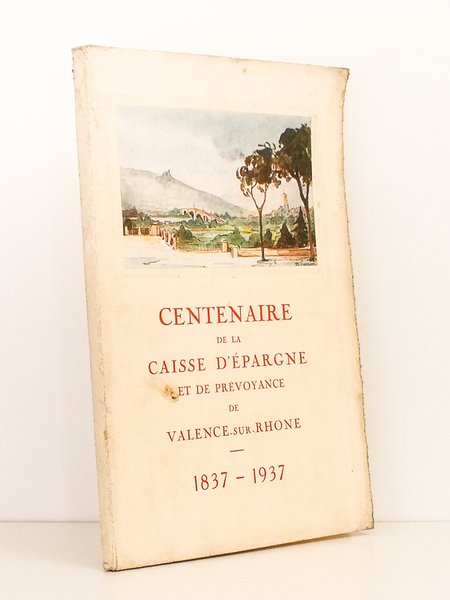 CENTENAIRE
DE LA
CAISSE D'ÉPARGNE
ET DE PRÉVOYANCE
DE
VALENCE-SUR-RHONE
1837 - 1937